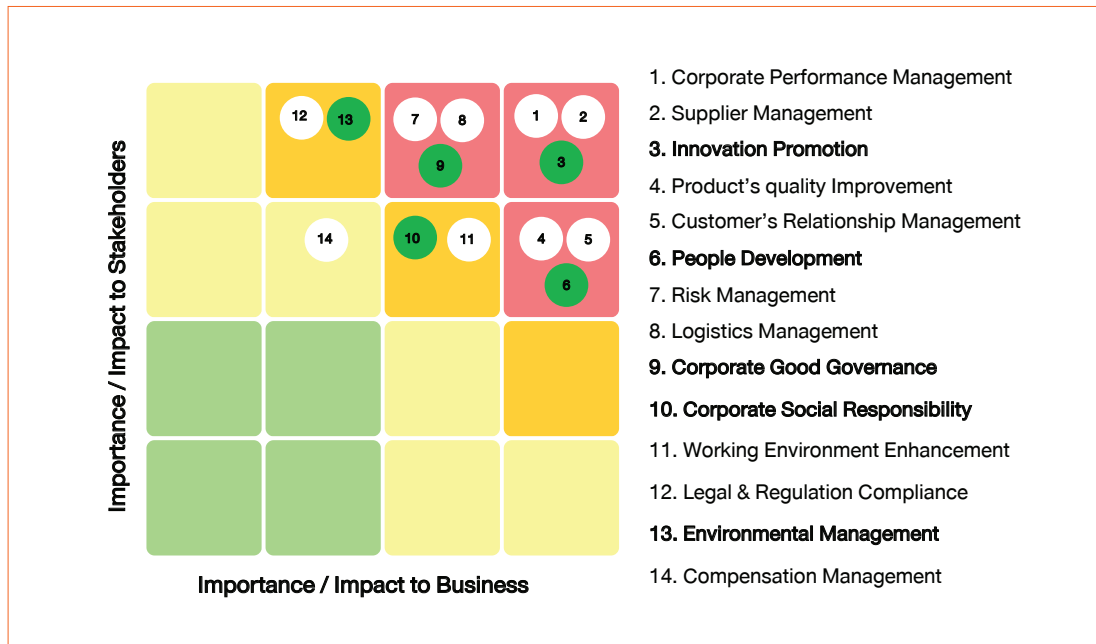 Importance / Impact to Stakeholders
12 13 7 8 1 2
9 3
14 10 11 4 5
6
Importance / Impact to Business
1. Corporate Performance Management
2. Supplier Management
3. Innovation Promotion
4. Product’s quality Improvement
5. Customer’s Relationship Management
6. People Development
7. Risk Management
8. Logistics Management
9. Corporate Good Governance
10. Corporate Social Responsibility
11. Working Environment Enhancement
12. Legal & Regulation Compliance
13. Environmental Management
14. Compensation Management